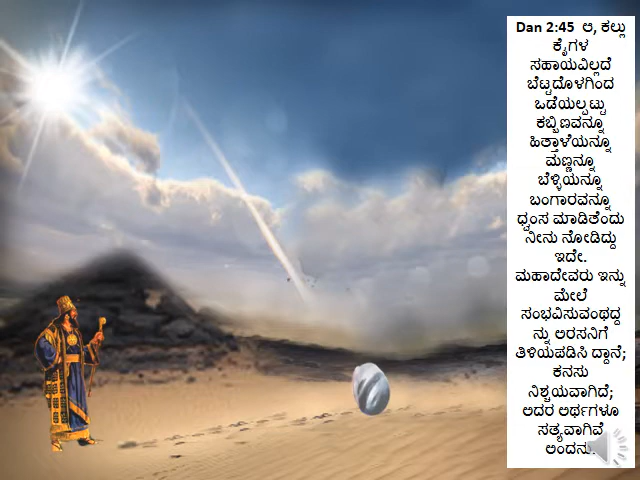 Dan 2:45 ಆ, ಕಲ್ಲು
ಕೈಗಳ
ಸಹಾಯವಿಲ್ಲದೆ
ಬೆಟ್ಟದೊಳಗಿಂದ
ಒಡೆಯಲ್ಪಟ್ಟು
ಕಬ್ಬಿಣವನ್ನೂ
ಹಿತ್ತಾಳೆಯನ್ನೂ
ಮಣ್ಣನ್ನೂ
ಬೆಳ್ಳಿಯನ್ನೂ
ಬಂಗಾರವನ್ನೂ
ಧ್ವಂಸ ಮಾಡಿತೆಂದು
ನೀನು ನೋಡಿದ್ದು
ಇದೇ.
ಮಹಾದೇವರು ಇನ್ನು
ಮೇಲೆ
ಸಂಭವಿಸುವಂಥದ್ದ
ನ್ನು ಅರಸನಿಗೆ
ತಿಳಿಯಪಡಿಸಿ ದ್ದಾನೆ;
ಕನಸು
ನಿಶ್ಚಯವಾಗಿದೆ;
ಅದರ ಅರ್ಥಗಳೂ
ಸತ್ಯವಾಗಿವೆ
ಅಂದನು.